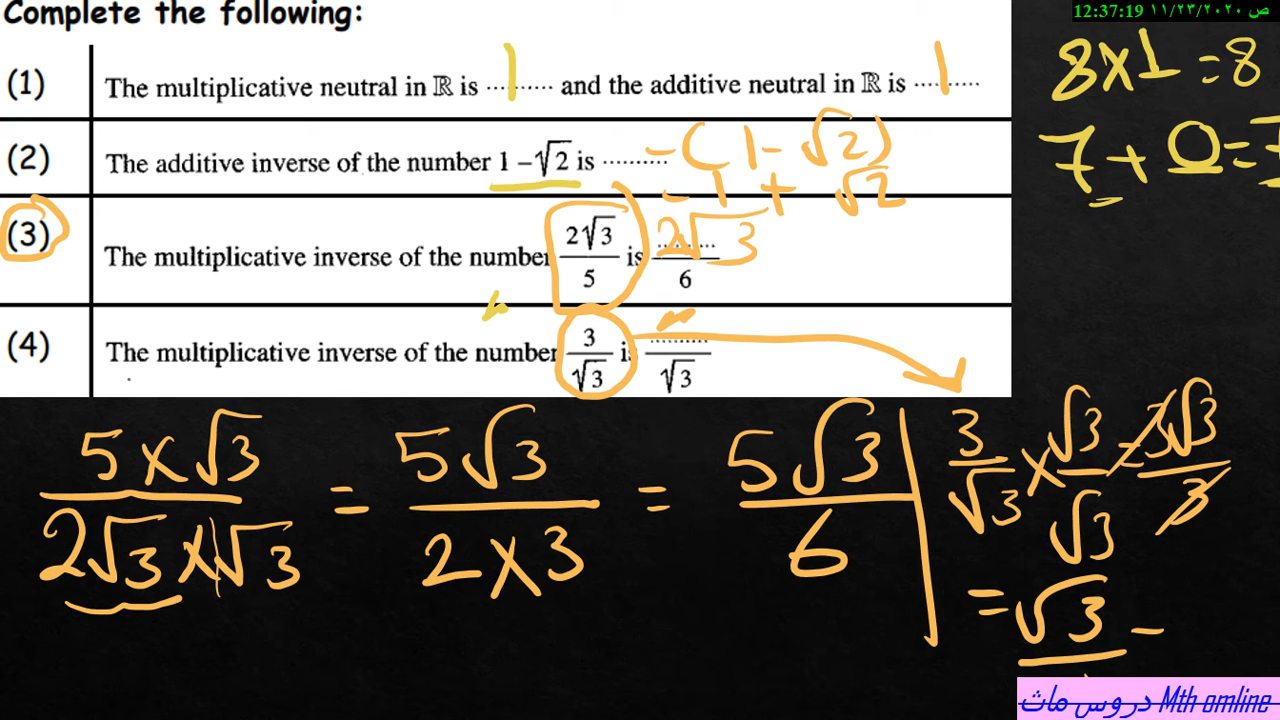 Complete the following:
12:37:19 ١١/٢٣/٢٠٢٠ ص
(1) The multiplicative neutral in ℝ is ...1... and the additive neutral in ℝ is ...1...
8×1=8
7+0=7
(2) The additive inverse of the number 1 – √2 is .......... -(1-√2)
-1+√2
(3) The multiplicative inverse of the number 2√3/5 is 2√3/6
(4) The multiplicative inverse of the number 3/√3 is ........../√3
5×√3/2√3×√3 = 5√3/2×3 = 5√3/6
3/√3 × √3/√3 = 3√3/3
= √3
دروس ماث Mth omline